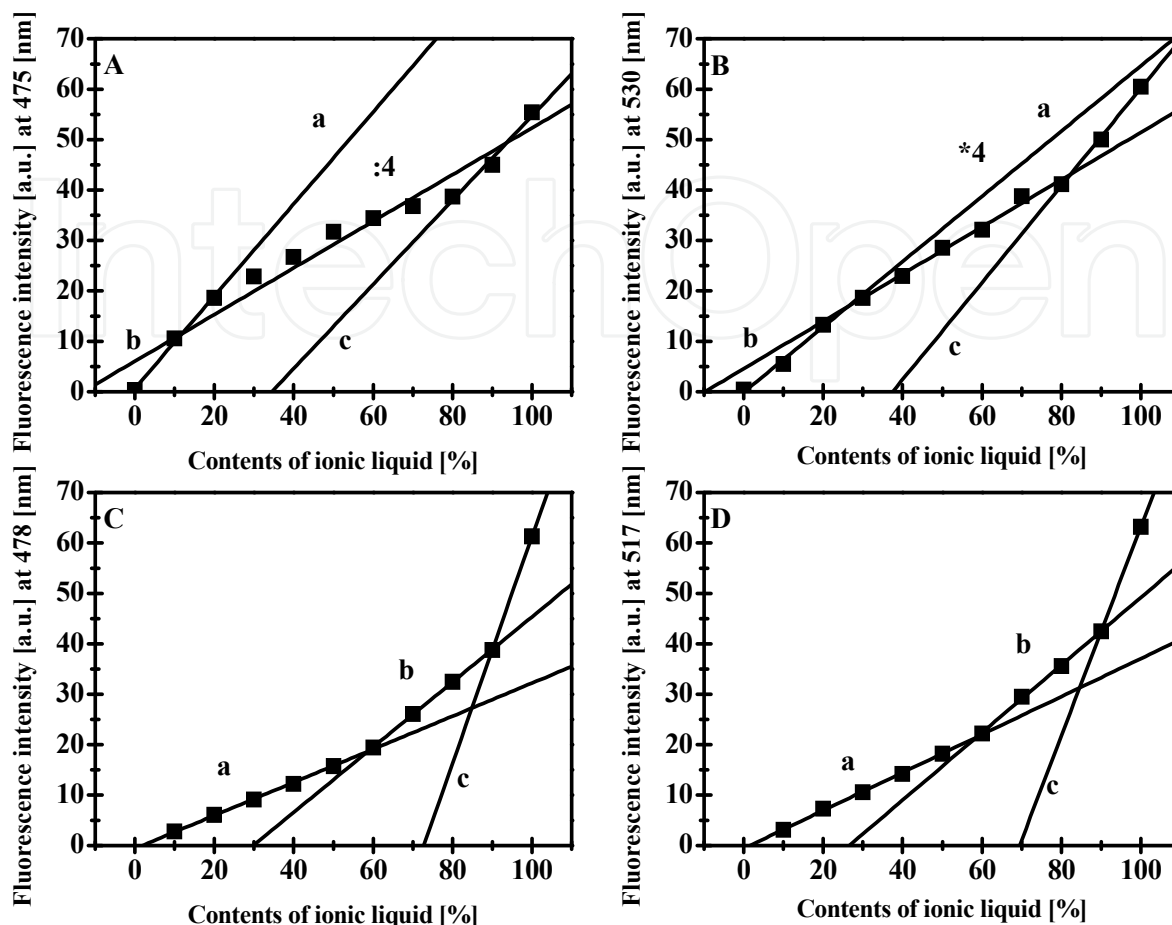 Fluorescence intensity [a.u.] at 475 [nm]
A
a
:4
b
c
70
60
50
40
30
20
10
0
0 20 40 60 80 100
Contents of ionic liquid [%]
Fluorescence intensity [a.u.] at 530 [nm]
B
a
*4
b
c
70
60
50
40
30
20
10
0
0 20 40 60 80 100
Contents of ionic liquid [%]
Fluorescence intensity [a.u.] at 478 [nm]
C
b
a
c
70
60
50
40
30
20
10
0
0 20 40 60 80 100
Contents of ionic liquid [%]
Fluorescence intensity [a.u.] at 517 [nm]
D
b
a
c
70
60
50
40
30
20
10
0
0 20 40 60 80 100
Contents of ionic liquid [%]
IntechOpen